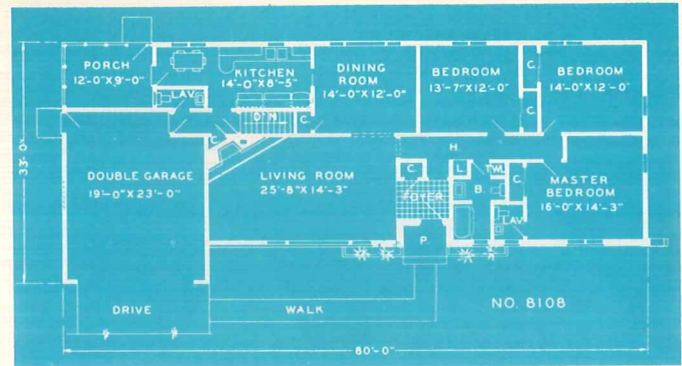 PORCH
12'-0"X9'-0"
KITCHEN
14'-0"X8'-5"
DINING
ROOM
14'-0"X12'-0"
BEDROOM
13'-7"X12'-0"
C.
BEDROOM
14'-0"X12'-0"
LAV.
DN.
C.
C.
C.
33'-0"
DOUBLE GARAGE
19'-0"X23'-0"
LIVING ROOM
25'-8"X14'-3"
H.
C.
L.
TWL
B.
C.
MASTER
BEDROOM
16'-0"X14'-3"
FOYER
LAV.
P.
DRIVE
WALK
NO. 8108
80'-0"